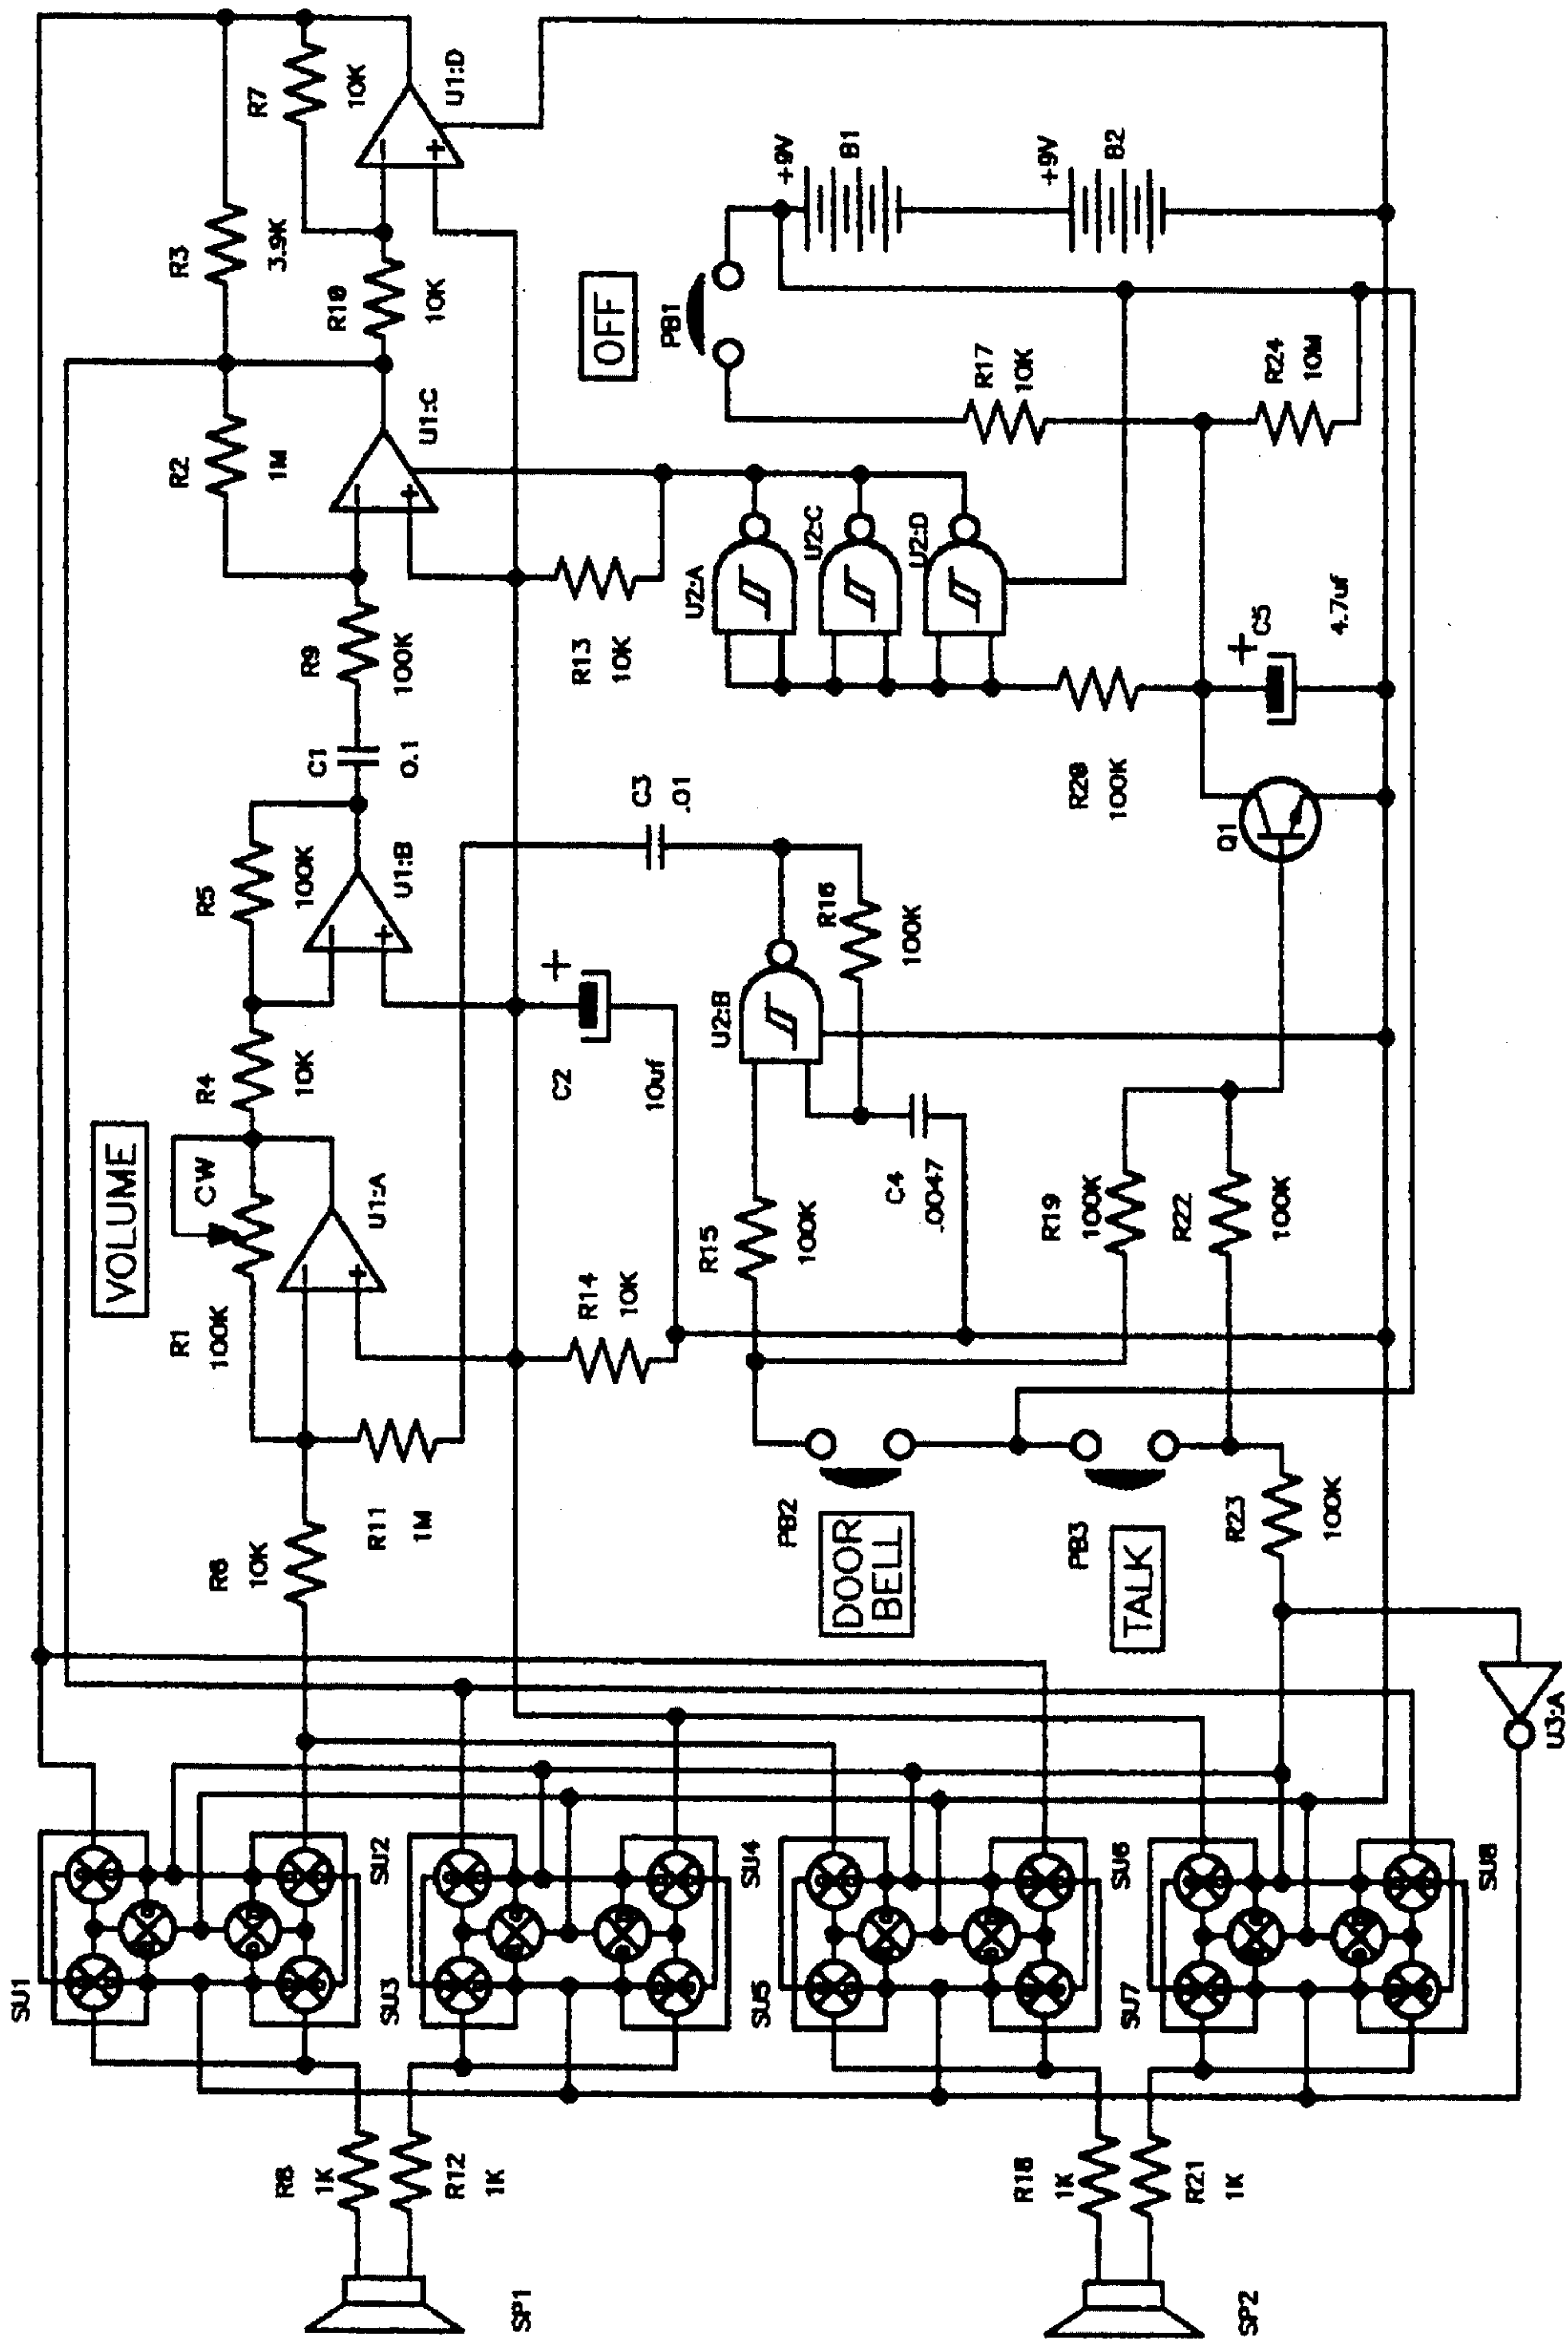 SU1
R8
1K
R12
1K
SP1
SU2
SU3
SU4
SU5
R18
1K
R21
1K
SP2
SU6
SU7
SU8
VOLUME
R1
100K
CW
U1:A
R6
10K
R11
1M
R4
10K
R5
100K
U1:B
C1
0.1
R9
100K
R2
1M
U1:C
R3
3.9K
R10
10K
R7
10K
U1:D
R14
10K
C2
+
10uf
C3
.01
R13
10K
PB2
DOOR
BELL
PB3
TALK
R15
100K
U2:B
R16
100K
C4
.0047
R19
100K
R22
100K
R23
100K
U3:A
U2:A
U2:C
U2:D
R20
100K
Q1
+
C5
4.7uf
OFF
PB1
R17
10K
R24
10M
+9V
B1
+9V
B2